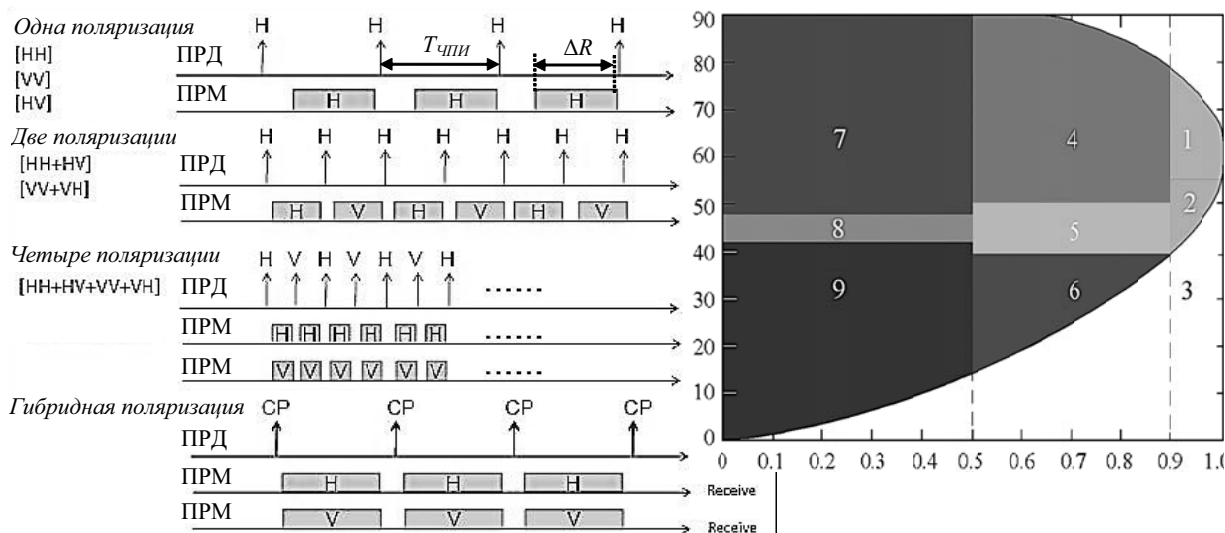 Одна поляризация
[HH]
[VV]
[HV]
H H H H
ПРД
T ЧПИ
ΔR
ПРМ
H H H
Две поляризации
[HH+HV]
[VV+VH]
H H H H H H H
ПРД
ПРМ
H V H V H V
Четыре поляризации
[HH+HV+VV+VH]
H V H V H V H
ПРД
......
ПРМ
H H H H H H
......
ПРМ
V V V V V V
......
Гибридная поляризация
CP CP CP CP
ПРД
ПРМ
H H H
Receive
ПРМ
V V V
Receive
90
80
70
60
50
40
30
20
10
0
7 4 1
2
8 5
9 6 3
0 0.1 0.2 0.3 0.4 0.5 0.6 0.7 0.8 0.9 1.0